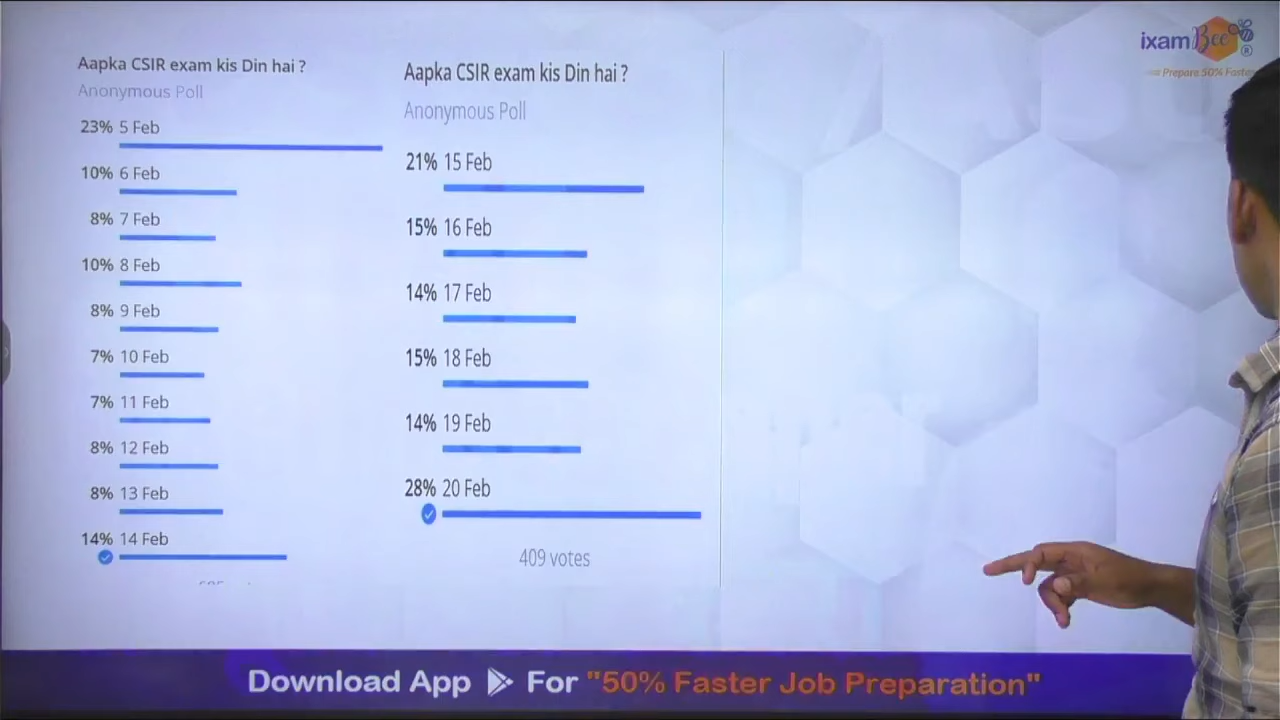 Aapka CSIR exam kis Din hai ?
Anonymous Poll
23% 5 Feb
10% 6 Feb
8% 7 Feb
10% 8 Feb
8% 9 Feb
7% 10 Feb
7% 11 Feb
8% 12 Feb
8% 13 Feb
14% 14 Feb
Aapka CSIR exam kis Din hai ?
Anonymous Poll
21% 15 Feb
15% 16 Feb
14% 17 Feb
15% 18 Feb
14% 19 Feb
28% 20 Feb
409 votes
ixamBee®
Prepare 50% Faster
Download App For "50% Faster Job Preparation"